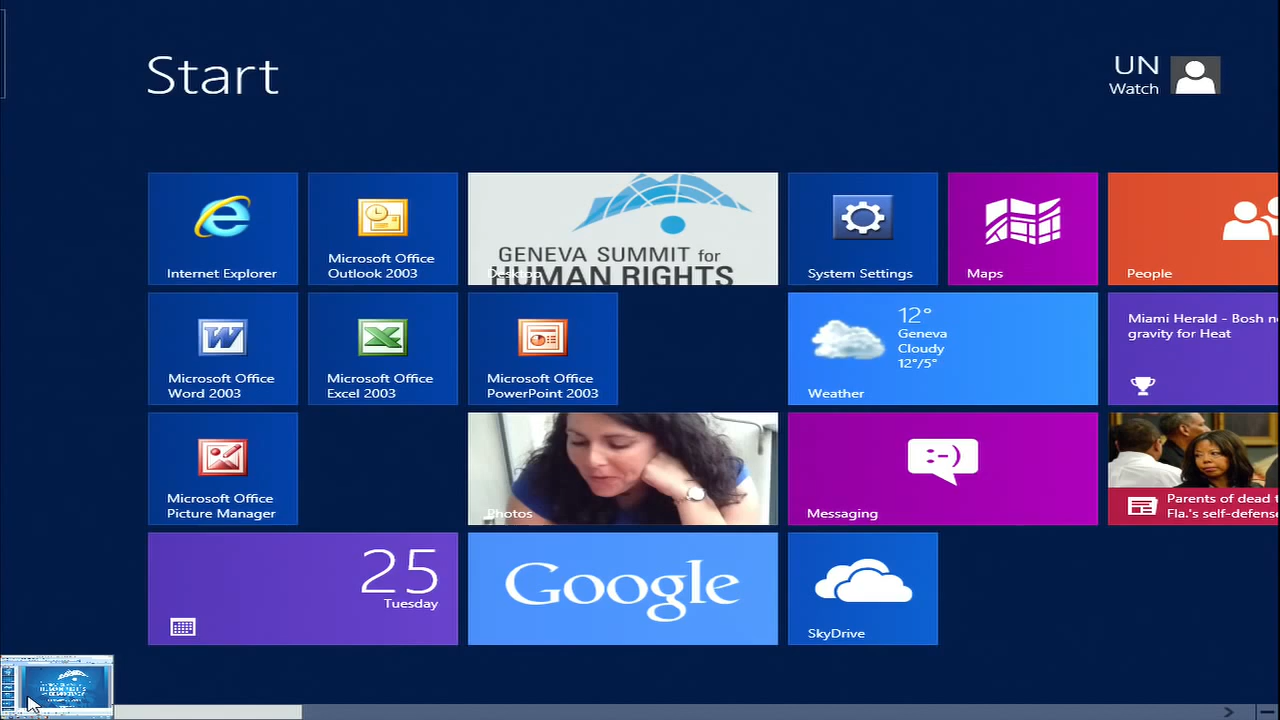 Start
UN
Watch
Internet Explorer
Microsoft Office
Outlook 2003
GENEVA SUMMIT for
HUMAN RIGHTS
Desktop
System Settings
Maps
People
Microsoft Office
Word 2003
Microsoft Office
Excel 2003
Microsoft Office
PowerPoint 2003
12°
Geneva
Cloudy
12°/5°
Weather
Miami Herald - Bosh n
gravity for Heat
Microsoft Office
Picture Manager
Photos
:-)
Messaging
Parents of dead t
Fla.'s self-defense
25
Tuesday
Google
SkyDrive